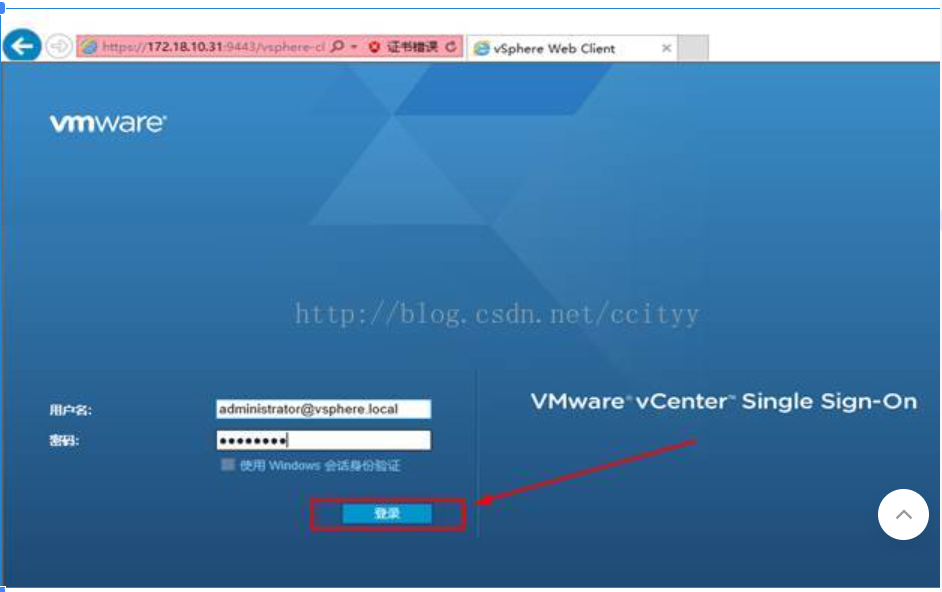 https://172.18.10.31:9443/vsphere-cl
证书错误
vSphere Web Client
vmware
http://blog.csdn.net/ccityy
用户名:
administrator@vsphere.local
VMware® vCenter™ Single Sign-On
密码:
使用 Windows 会话身份验证
登录